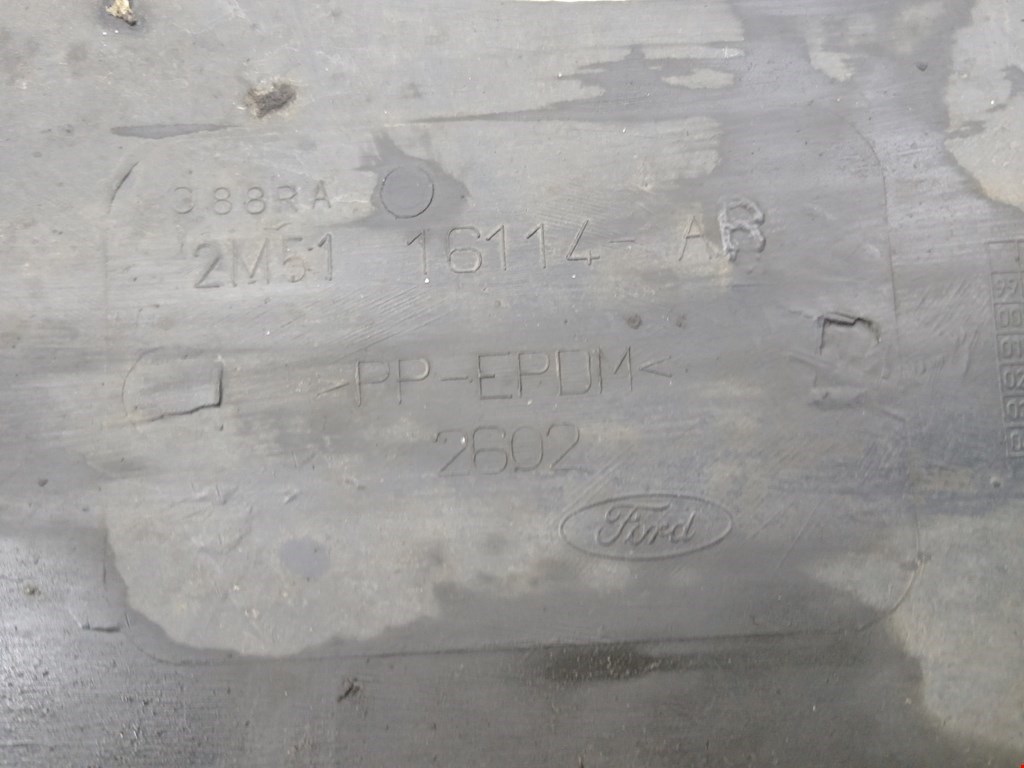 388RA
2M51 16114- AB
>PP-EPDM<
2602
Ford